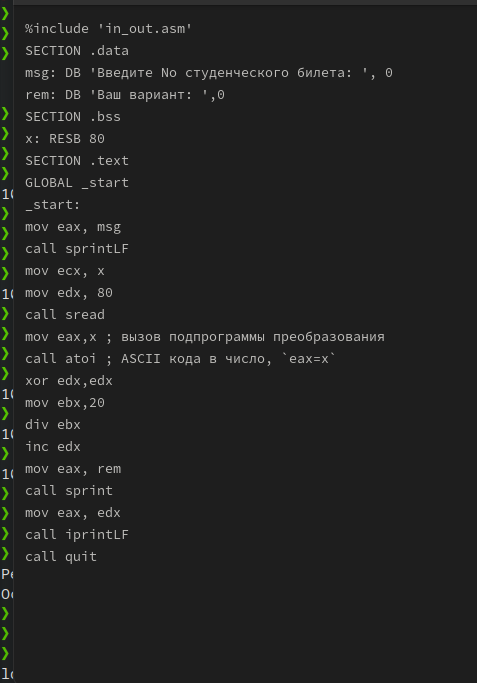 %include 'in_out.asm'
SECTION .data
msg: DB 'Введите No студенческого билета: ', 0
rem: DB 'Ваш вариант: ',0
SECTION .bss
x: RESB 80
SECTION .text
GLOBAL _start
_start:
mov eax, msg
call sprintLF
mov ecx, x
mov edx, 80
call sread
mov eax,x ; вызов подпрограммы преобразования
call atoi ; ASCII кода в число, `eax=x`
xor edx,edx
mov ebx,20
div ebx
inc edx
mov eax, rem
call sprint
mov eax, edx
call iprintLF
call quit